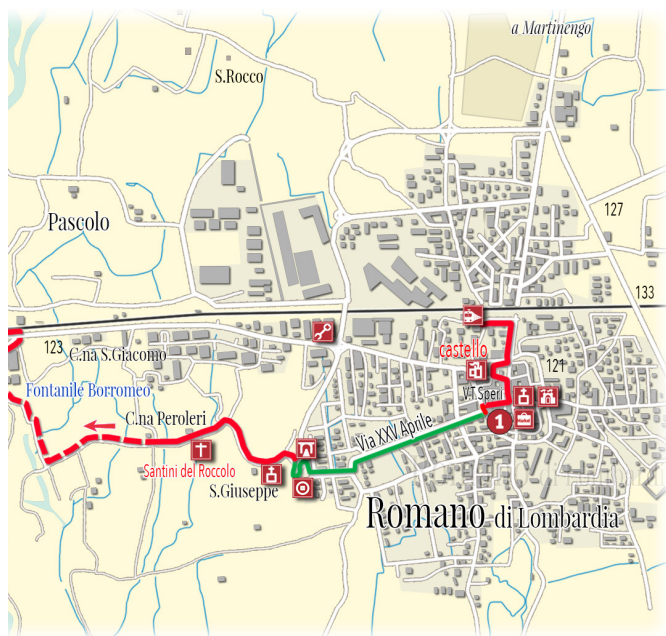 a Martinengo
S.Rocco
127
Pascolo
133
123
C.na S.Giacomo
castello
121
Fontanile Borromeo
V.T.Speri
C.na Peroleri
1
Via XXV Aprile
Santini del Roccolo
S.Giuseppe
Romano di Lombardia